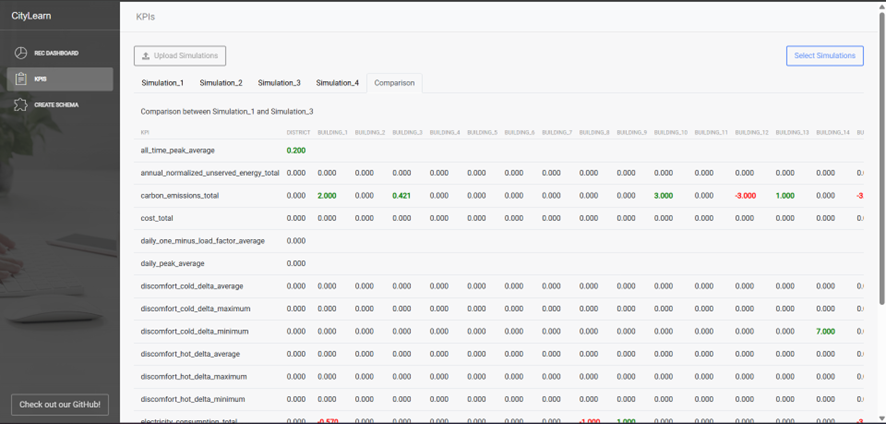 CityLearn
KPIs
REC DASHBOARD
KPIS
CREATE SCHEMA
Check out our GitHub!
Upload Simulations
Select Simulations
Simulation_1 Simulation_2 Simulation_3 Simulation_4 Comparison
Comparison between Simulation_1 and Simulation_3
KPI DISTRICT BUILDING_1 BUILDING_2 BUILDING_3 BUILDING_4 BUILDING_5 BUILDING_6 BUILDING_7 BUILDING_8 BUILDING_9 BUILDING_10 BUILDING_11 BUILDING_12 BUILDING_13 BUILDING_14 BU
all_time_peak_average 0.200
annual_normalized_unserved_energy_total 0.000 0.000 0.000 0.000 0.000 0.000 0.000 0.000 0.000 0.000 0.000 0.000 0.000 0.000 0.000 0.
carbon_emissions_total 0.000 2.000 0.000 0.421 0.000 0.000 0.000 0.000 0.000 0.000 3.000 0.000 -3.000 1.000 0.000 -3
cost_total 0.000 0.000 0.000 0.000 0.000 0.000 0.000 0.000 0.000 0.000 0.000 0.000 0.000 0.000 0.000 0.
daily_one_minus_load_factor_average 0.000
daily_peak_average 0.000
discomfort_cold_delta_average 0.000 0.000 0.000 0.000 0.000 0.000 0.000 0.000 0.000 0.000 0.000 0.000 0.000 0.000 0.000 0.
discomfort_cold_delta_maximum 0.000 0.000 0.000 0.000 0.000 0.000 0.000 0.000 0.000 0.000 0.000 0.000 0.000 0.000 0.000 0.
discomfort_cold_delta_minimum 0.000 0.000 0.000 0.000 0.000 0.000 0.000 0.000 0.000 0.000 0.000 0.000 0.000 0.000 7.000 0.
discomfort_hot_delta_average 0.000 0.000 0.000 0.000 0.000 0.000 0.000 0.000 0.000 0.000 0.000 0.000 0.000 0.000 0.000 0.
discomfort_hot_delta_maximum 0.000 0.000 0.000 0.000 0.000 0.000 0.000 0.000 0.000 0.000 0.000 0.000 0.000 0.000 0.000 0.
discomfort_hot_delta_minimum 0.000 0.000 0.000 0.000 0.000 0.000 0.000 0.000 0.000 0.000 0.000 0.000 0.000 0.000 0.000 0.
electricity_consumption_total 0.000 -0.570 0.000 0.000 0.000 0.000 0.000 0.000 -1.000 1.000 0.000 0.000 0.000 0.000 0.000 -3